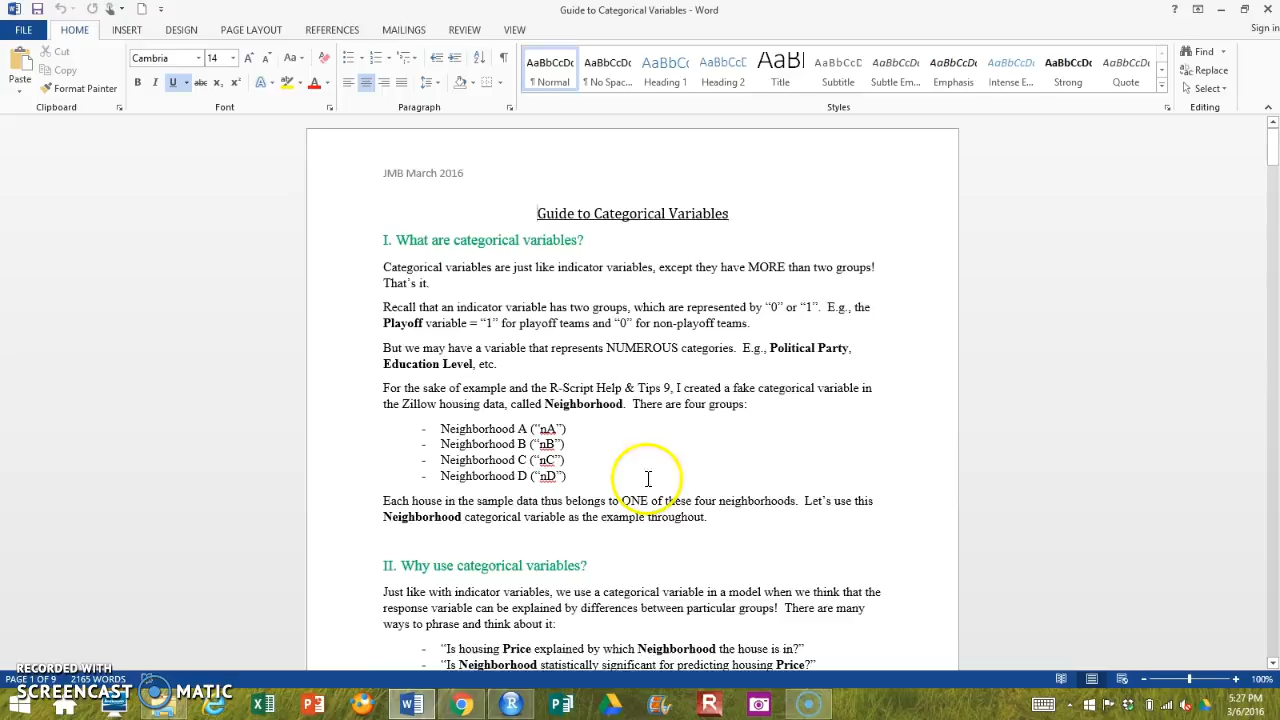 Guide to Categorical Variables - Word
FILE HOME INSERT DESIGN PAGE LAYOUT REFERENCES MAILINGS REVIEW VIEW Sign in
Cut
Copy
Format Painter
Paste
Clipboard
Cambria 14
Font
Paragraph
AaBbCcDc AaBbCcDc AaBbCc AaBbCcD AaBl AaBbCcD AaBbCcDc AaBbCcDc AaBbCcDc AaBbCcDc AaBbCcDc
¶ Normal ¶ No Spac... Heading 1 Heading 2 Title Subtitle Subtle Em... Emphasis Intense E... Strong Quote
Styles
Find
Replace
Select
Editing
JMB March 2016
Guide to Categorical Variables
I. What are categorical variables?
Categorical variables are just like indicator variables, except they have MORE than two groups!
That’s it.
Recall that an indicator variable has two groups, which are represented by “0” or “1”. E.g., the
Playoff variable = “1” for playoff teams and “0” for non-playoff teams.
But we may have a variable that represents NUMEROUS categories. E.g., Political Party,
Education Level, etc.
For the sake of example and the R-Script Help & Tips 9, I created a fake categorical variable in
the Zillow housing data, called Neighborhood. There are four groups:
- Neighborhood A (“nA”)
- Neighborhood B (“nB”)
- Neighborhood C (“nC”)
- Neighborhood D (“nD”)
Each house in the sample data thus belongs to ONE of these four neighborhoods. Let’s use this
Neighborhood categorical variable as the example throughout.
II. Why use categorical variables?
Just like with indicator variables, we use a categorical variable in a model when we think that the
response variable can be explained by differences between particular groups! There are many
ways to phrase and think about it:
- “Is housing Price explained by which Neighborhood the house is in?”
- “Is Neighborhood statistically significant for predicting housing Price?”
PAGE 1 OF 9 2165 WORDS 100%
RECORDED WITH
SCREENCAST MATIC
5:27 PM
3/6/2016